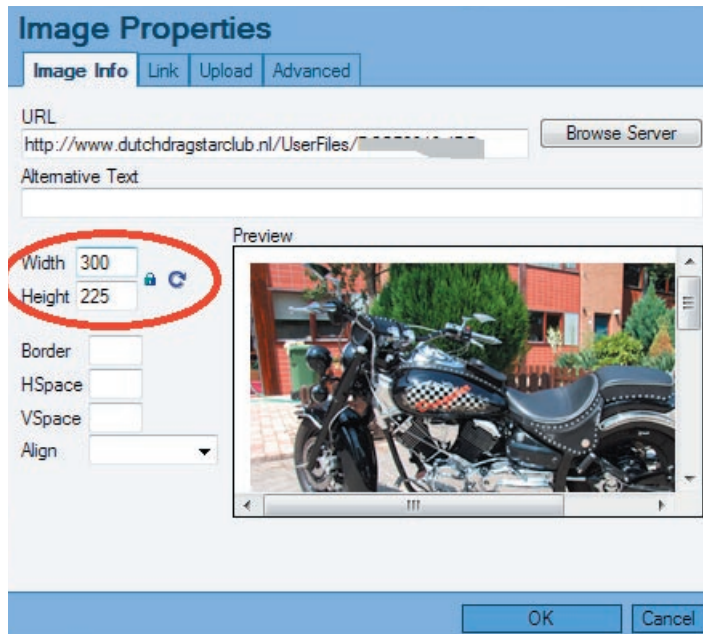 Image Properties
Image Info Link Upload Advanced
URL
http://www.dutchdragstarclub.nl/UserFiles/
Browse Server
Alternative Text
Width 300
Height 225
Preview
Border
HSpace
VSpace
Align
OK Cancel